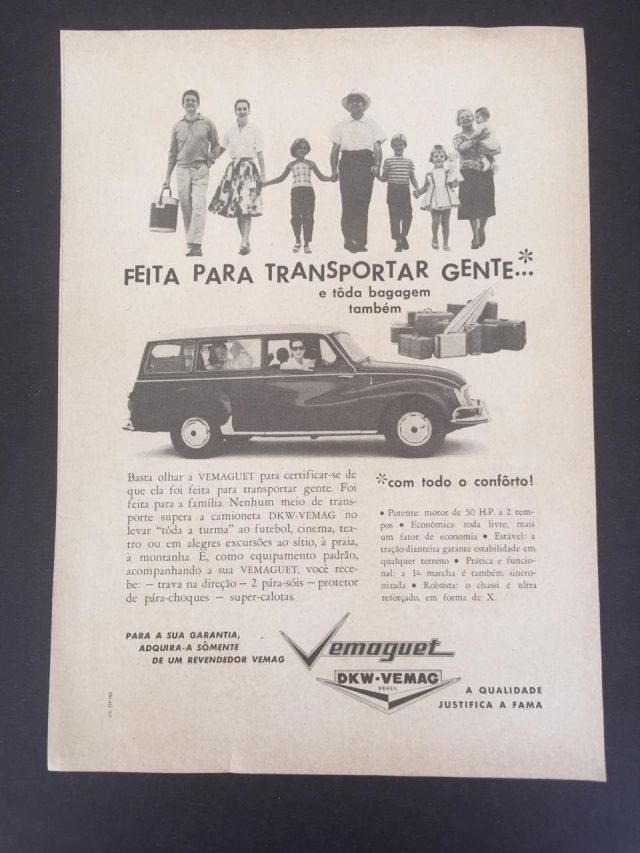 FEITA PARA TRANSPORTAR GENTE...*
e tôda bagagem
também
Basta olhar a VEMAGUET para certificar-se de
que ela foi feita para transportar gente. Foi
feita para a família. Nenhum meio de trans-
porte supera a camioneta DKW-VEMAG no
levar “tôda a turma” ao futebol, cinema, tea-
tro ou em alegres excursões ao sítio, à praia,
à montanha. E, como equipamento padrão,
acompanhando a sua VEMAGUET, você rece-
be: — trava na direção — 2 pára-sóis — protetor
de pára-choques — super-calotas.
*com todo o confôrto!
• Potente: motor de 50 H.P. a 2 tem-
pos • Econômica: roda livre, mais
um fator de economia • Estável: a
tração dianteira garante estabilidade em
qualquer terreno • Prática e funcio-
nal: a 1ª marcha é também sincro-
nizada • Robusta: o chassi é ultra
reforçado, em forma de X.
PARA A SUA GARANTIA,
ADQUIRA-A SÒMENTE
DE UM REVENDEDOR VEMAG
Vemaguet
DKW-VEMAG
BRASIL
A QUALIDADE
JUSTIFICA A FAMA